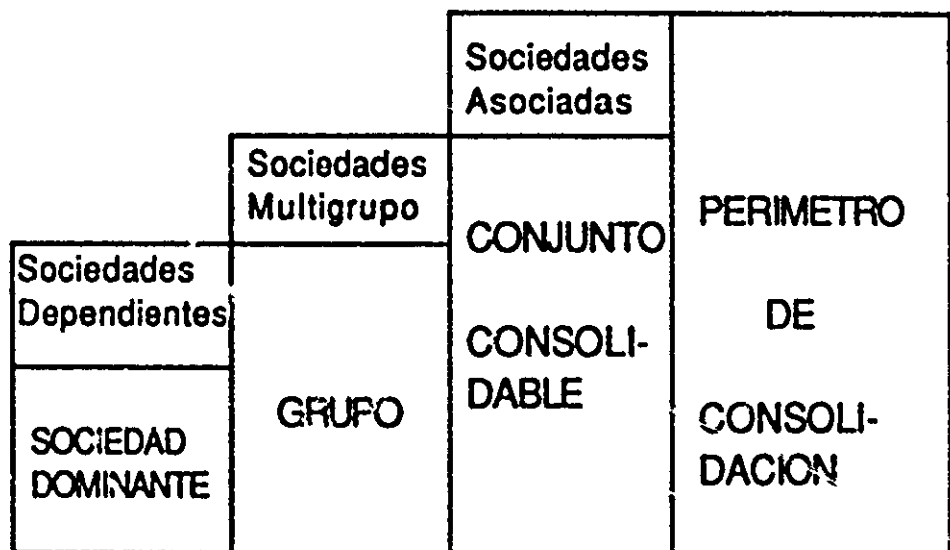 Sociedades
Dependientes
SOCIEDAD
DOMINANTE
Sociedades
Multigrupo
GRUPO
Sociedades
Asociadas
CONJUNTO
CONSOLI-
DABLE
PERIMETRO
DE
CONSOLI-
DACION